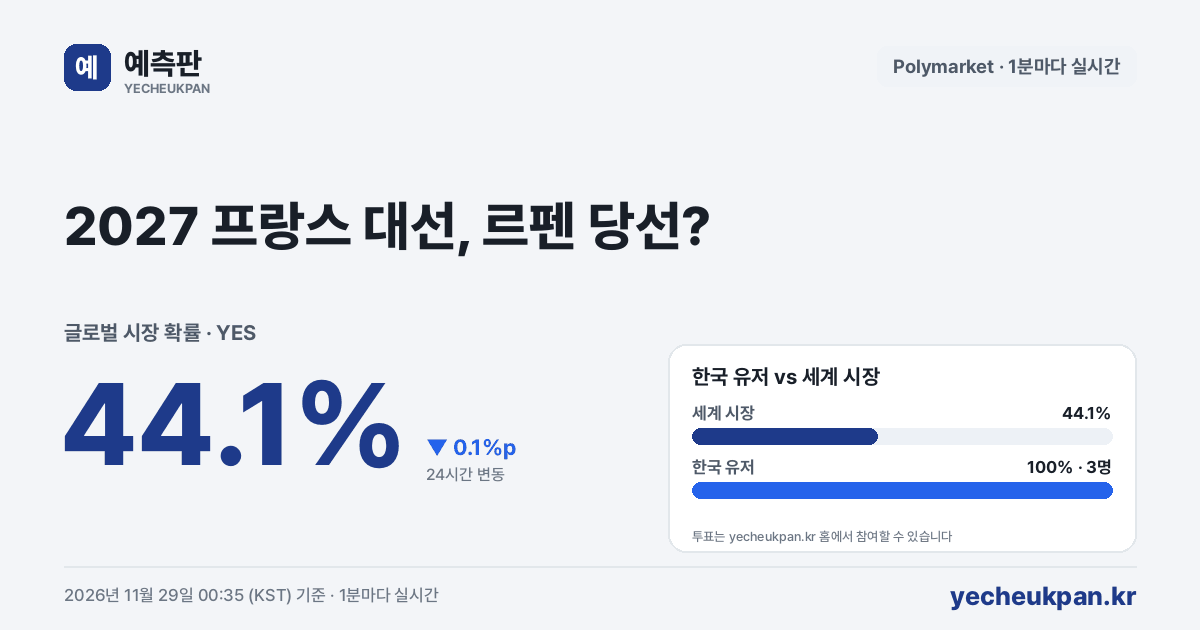 예
예측판
YECHEUKPAN
Polymarket · 1분마다 실시간
2027 프랑스 대선, 르펜 당선?
글로벌 시장 확률 · YES
44.1%
▼ 0.1%p
24시간 변동
한국 유저 vs 세계 시장
세계 시장 44.1%
한국 유저 100% · 3명
투표는 yecheukpan.kr 홈에서 참여할 수 있습니다
2026년 11월 29일 00:35 (KST) 기준 · 1분마다 실시간
yecheukpan.kr